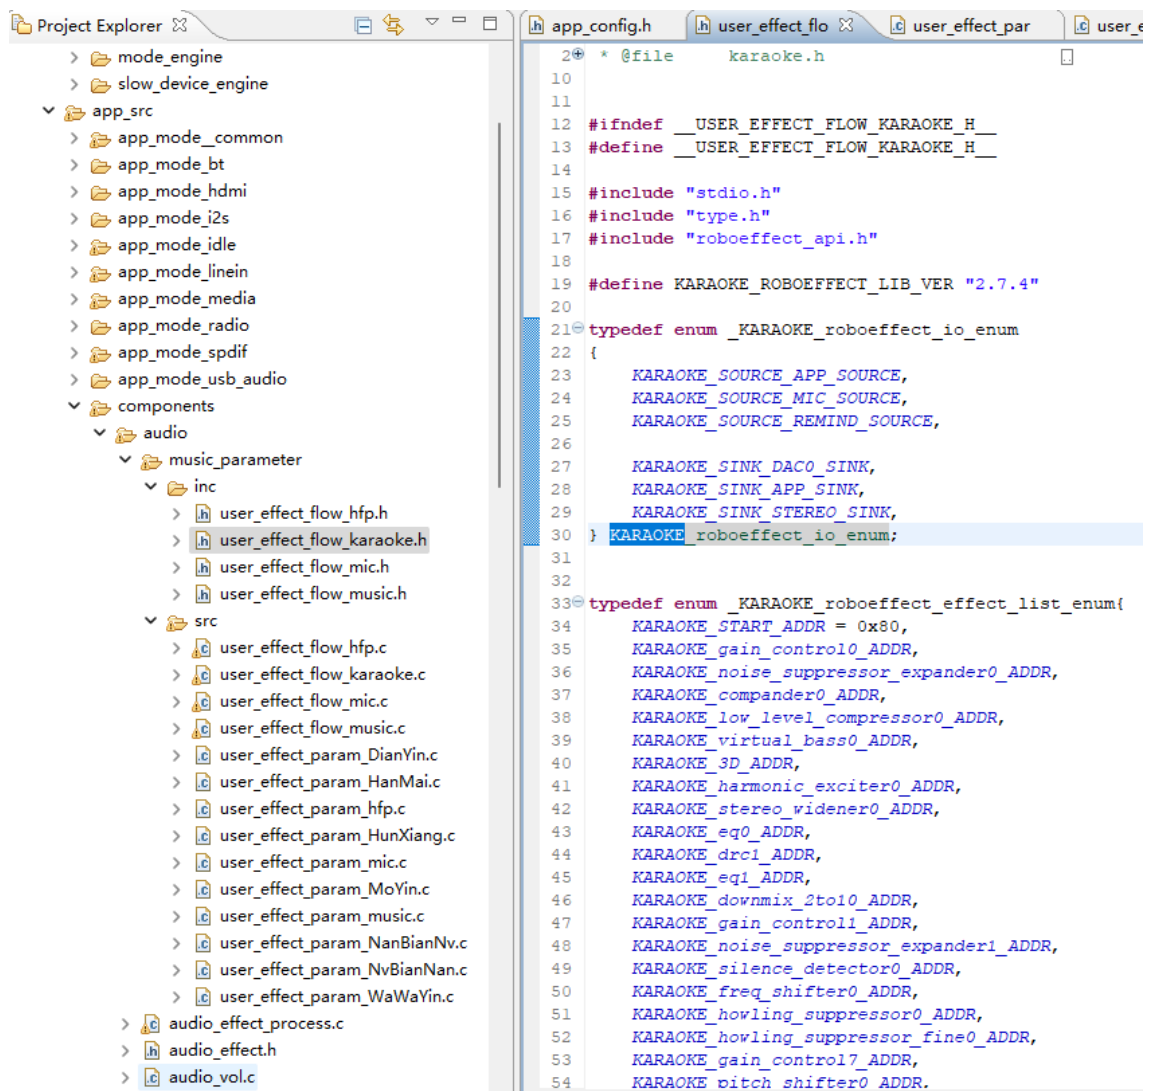 Project Explorer
mode_engine
slow_device_engine
app_src
app_mode__common
app_mode_bt
app_mode_hdmi
app_mode_i2s
app_mode_idle
app_mode_linein
app_mode_media
app_mode_radio
app_mode_spdif
app_mode_usb_audio
components
audio
music_parameter
inc
user_effect_flow_hfp.h
user_effect_flow_karaoke.h
user_effect_flow_mic.h
user_effect_flow_music.h
src
user_effect_flow_hfp.c
user_effect_flow_karaoke.c
user_effect_flow_mic.c
user_effect_flow_music.c
user_effect_param_DianYin.c
user_effect_param_HanMai.c
user_effect_param_hfp.c
user_effect_param_HunXiang.c
user_effect_param_mic.c
user_effect_param_MoYin.c
user_effect_param_music.c
user_effect_param_NanBianNv.c
user_effect_param_NvBianNan.c
user_effect_param_WaWaYin.c
audio_effect_process.c
audio_effect.h
audio_vol.c
app_config.h user_effect_flo user_effect_par user_e
2 * @file karaoke.h
10
11
12 #ifndef __USER_EFFECT_FLOW_KARAOKE_H__
13 #define __USER_EFFECT_FLOW_KARAOKE_H__
14
15 #include "stdio.h"
16 #include "type.h"
17 #include "roboeffect_api.h"
18
19 #define KARAOKE_ROBOEFFECT_LIB_VER "2.7.4"
20
21 typedef enum _KARAOKE_roboeffect_io_enum
22 {
23 KARAOKE_SOURCE_APP_SOURCE,
24 KARAOKE_SOURCE_MIC_SOURCE,
25 KARAOKE_SOURCE_REMIND_SOURCE,
26
27 KARAOKE_SINK_DAC0_SINK,
28 KARAOKE_SINK_APP_SINK,
29 KARAOKE_SINK_STEREO_SINK,
30 } KARAOKE_roboeffect_io_enum;
31
32
33 typedef enum _KARAOKE_roboeffect_effect_list_enum{
34 KARAOKE_START_ADDR = 0x80,
35 KARAOKE_gain_control0_ADDR,
36 KARAOKE_noise_suppressor_expander0_ADDR,
37 KARAOKE_compander0_ADDR,
38 KARAOKE_low_level_compressor0_ADDR,
39 KARAOKE_virtual_bass0_ADDR,
40 KARAOKE_3D_ADDR,
41 KARAOKE_harmonic_exciter0_ADDR,
42 KARAOKE_stereo_widener0_ADDR,
43 KARAOKE_eq0_ADDR,
44 KARAOKE_drc1_ADDR,
45 KARAOKE_eq1_ADDR,
46 KARAOKE_downmix_2to10_ADDR,
47 KARAOKE_gain_control1_ADDR,
48 KARAOKE_noise_suppressor_expander1_ADDR,
49 KARAOKE_silence_detector0_ADDR,
50 KARAOKE_freq_shifter0_ADDR,
51 KARAOKE_howling_suppressor0_ADDR,
52 KARAOKE_howling_suppressor_fine0_ADDR,
53 KARAOKE_gain_control7_ADDR,
54 KARAOKE_pitch_shifter0_ADDR,